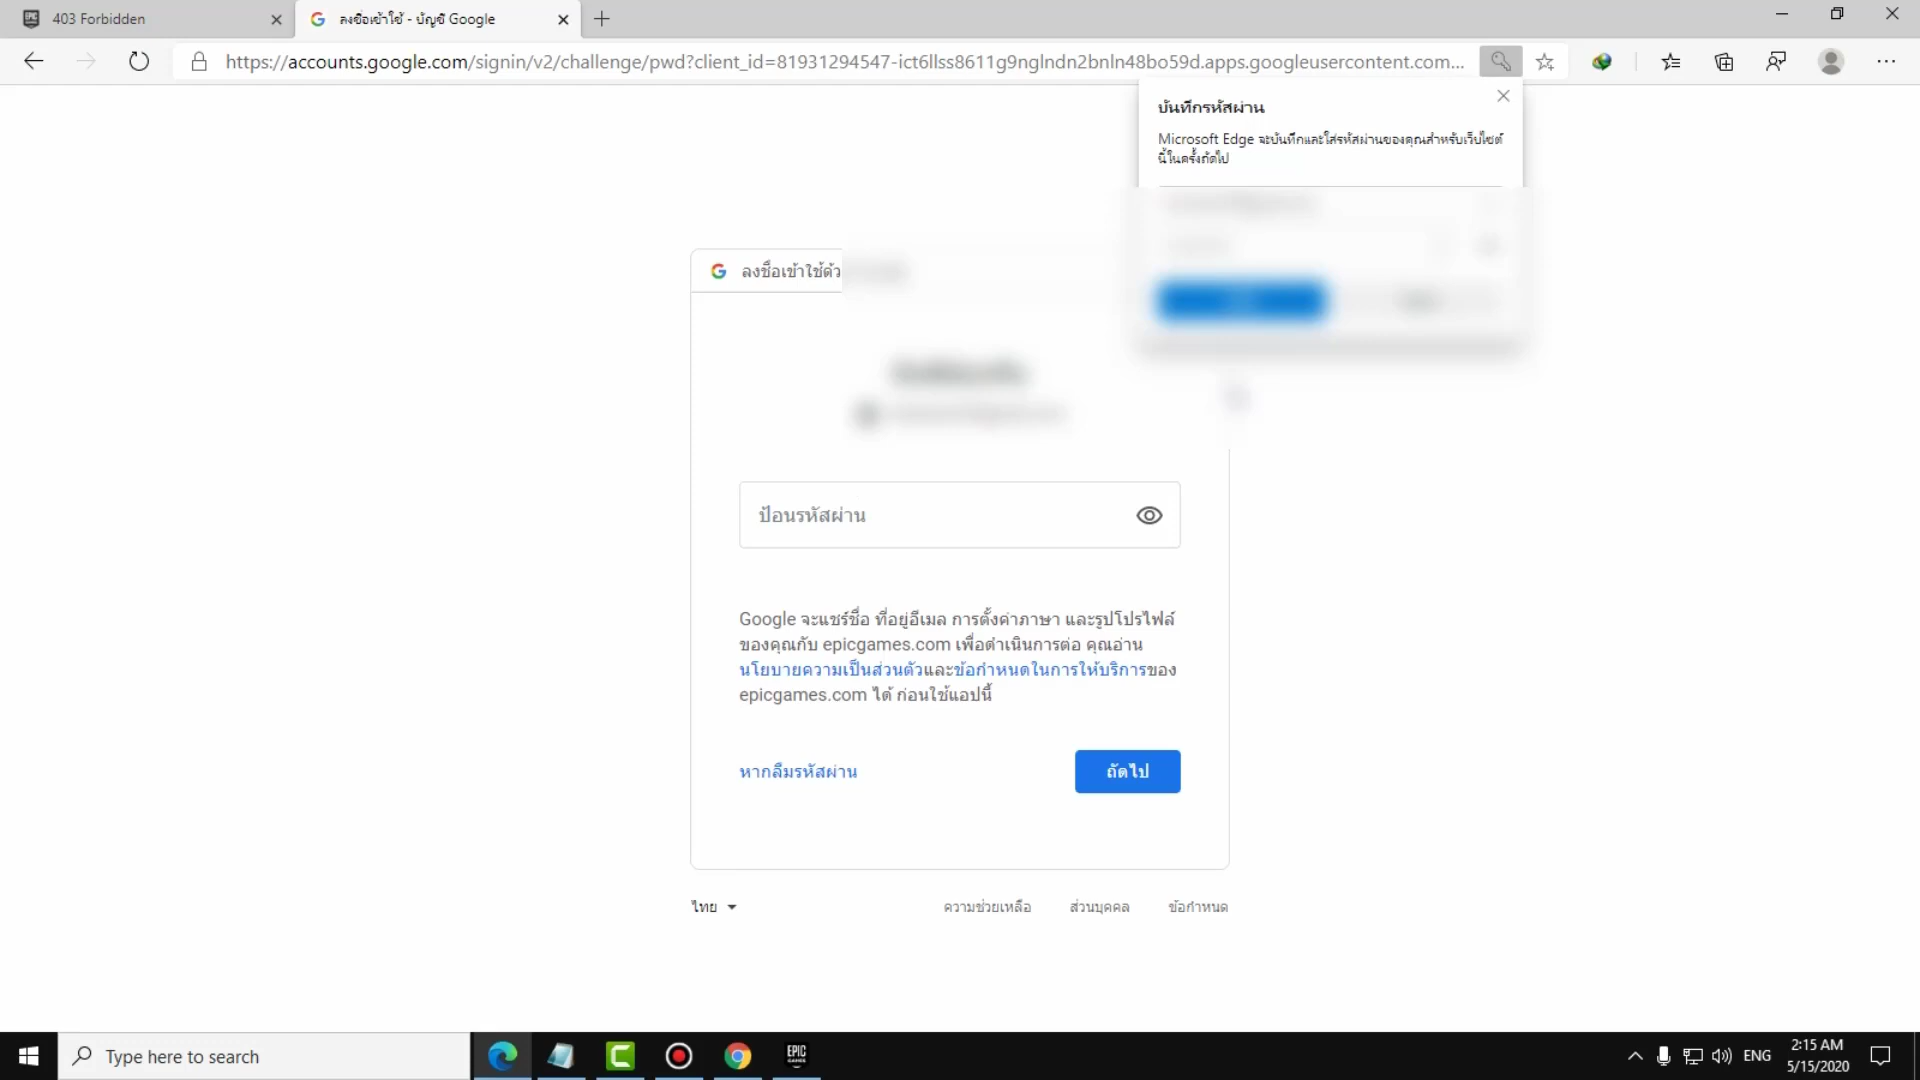 403 Forbidden
ลงชื่อเข้าใช้ - บัญชี Google
https://accounts.google.com/signin/v2/challenge/pwd?client_id=81931294547-ict6llss8611g9nglndn2bnln48bo59d.apps.googleusercontent.com...
บันทึกรหัสผ่าน
Microsoft Edge จะบันทึกและใส่รหัสผ่านของคุณสำหรับเว็บไซต์
นี้ในครั้งถัดไป
ลงชื่อเข้าใช้ด้ว
ป้อนรหัสผ่าน
Google จะแชร์ชื่อ ที่อยู่อีเมล การตั้งค่าภาษา และรูปโปรไฟล์
ของคุณกับ epicgames.com เพื่อดำเนินการต่อ คุณอ่าน
นโยบายความเป็นส่วนตัวและข้อกำหนดในการให้บริการของ
epicgames.com ได้ ก่อนใช้แอปนี้
หากลืมรหัสผ่าน
ถัดไป
ไทย
ความช่วยเหลือ
ส่วนบุคคล
ข้อกำหนด
Type here to search
EPIC
GAMES
ENG
2:15 AM
5/15/2020